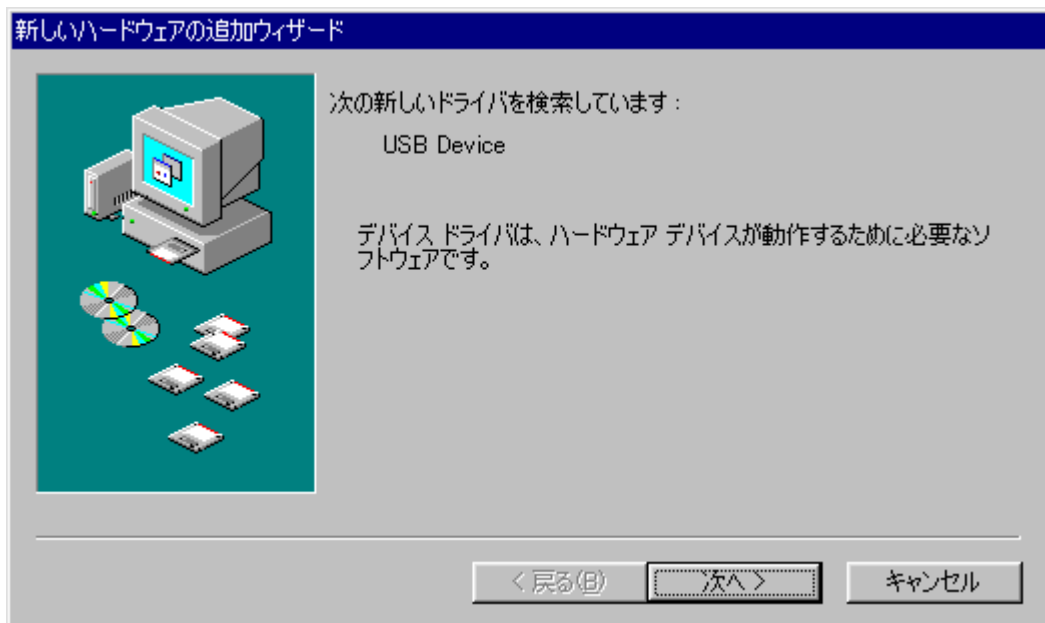 新しいハードウェアの追加ウィザード
次の新しいドライバを検索しています :
USB Device
デバイス ドライバは、ハードウェア デバイスが動作するために必要なソ
フトウェアです。
< 戻る(B)
次へ >
キャンセル